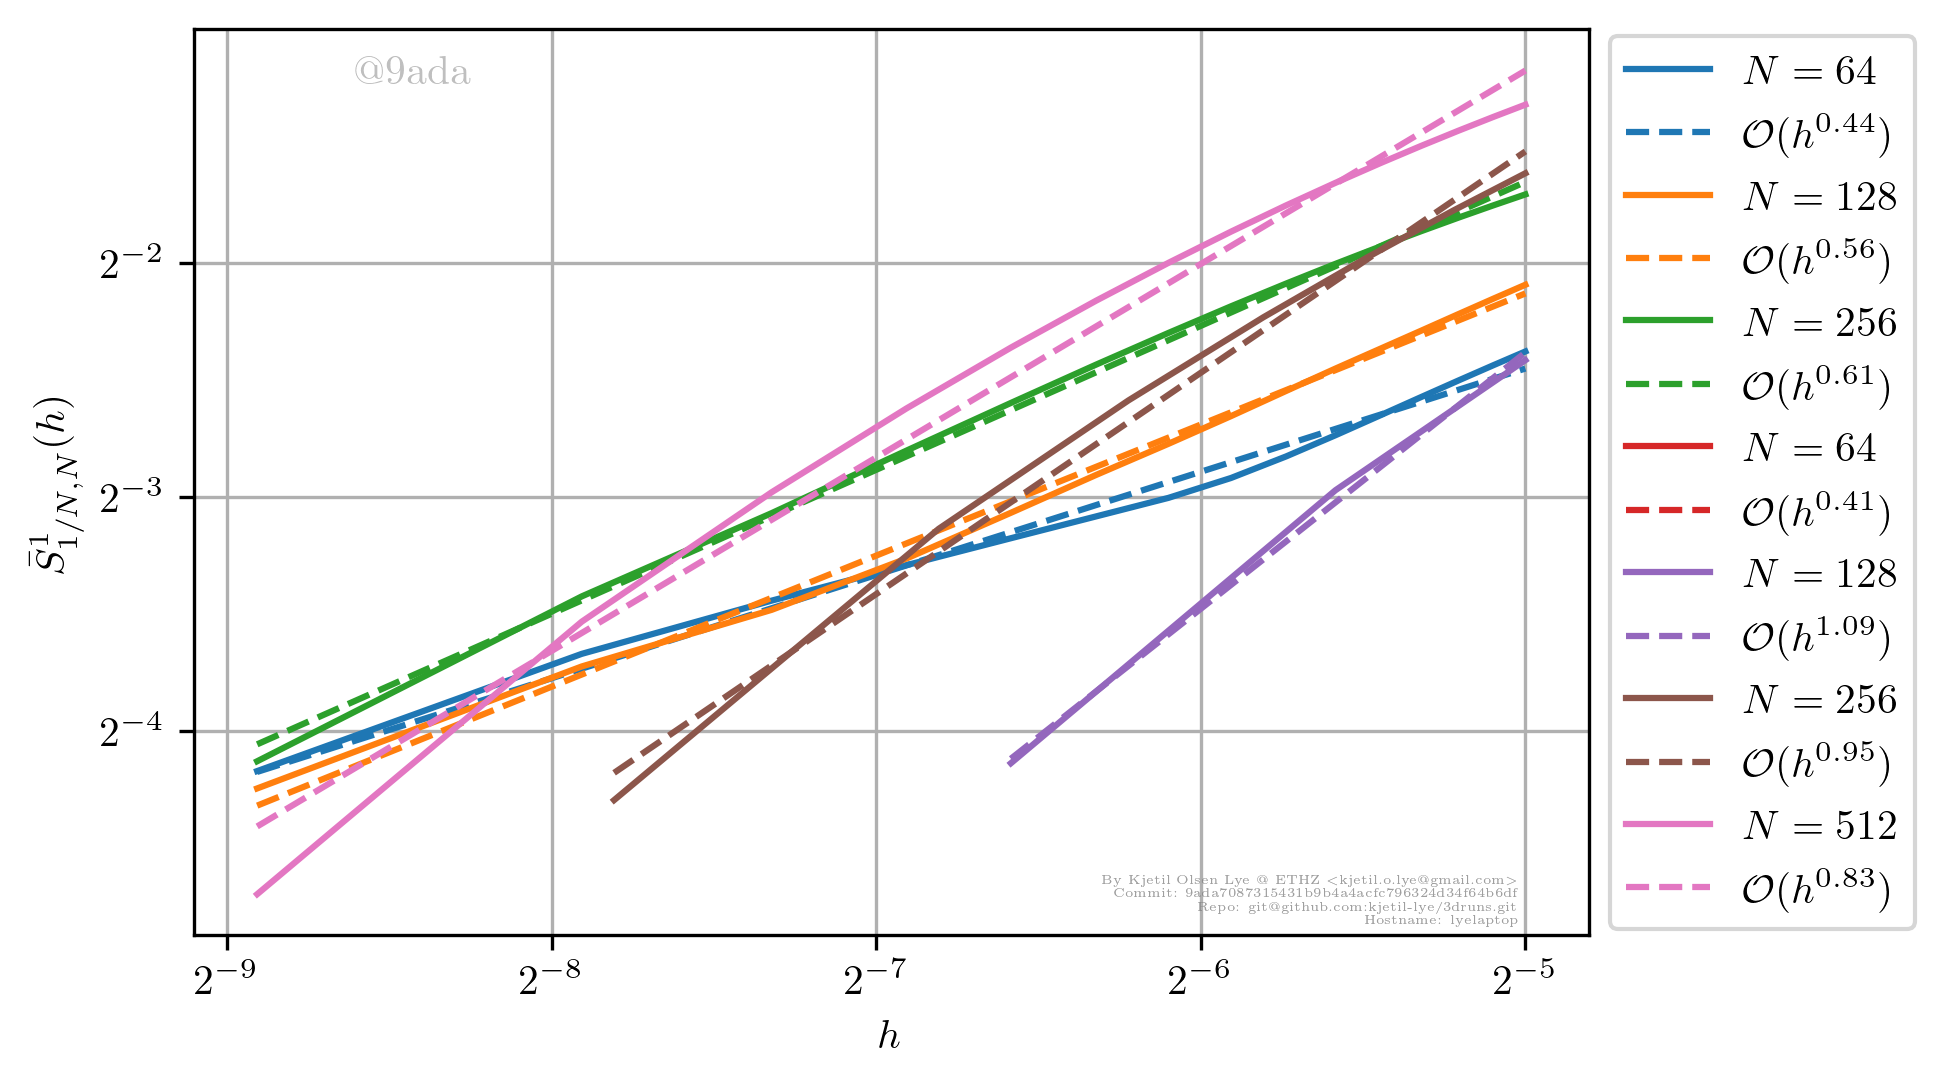 @9ada
2^{-2}
2^{-3}
2^{-4}
\bar{S}^1_{1/N,N}(h)
2^{-9} 2^{-8} 2^{-7} 2^{-6} 2^{-5}
h
By Kjetil Olsen Lye @ ETHZ <kjetil.o.lye@gmail.com>
Commit: 9ada7087315431b9b4a4acfc796324d34f64b6df
Repo: git@github.com:kjetil-lye/3druns.git
Hostname: lyelaptop
N = 64
𝒪(h^{0.44})
N = 128
𝒪(h^{0.56})
N = 256
𝒪(h^{0.61})
N = 64
𝒪(h^{0.41})
N = 128
𝒪(h^{1.09})
N = 256
𝒪(h^{0.95})
N = 512
𝒪(h^{0.83})